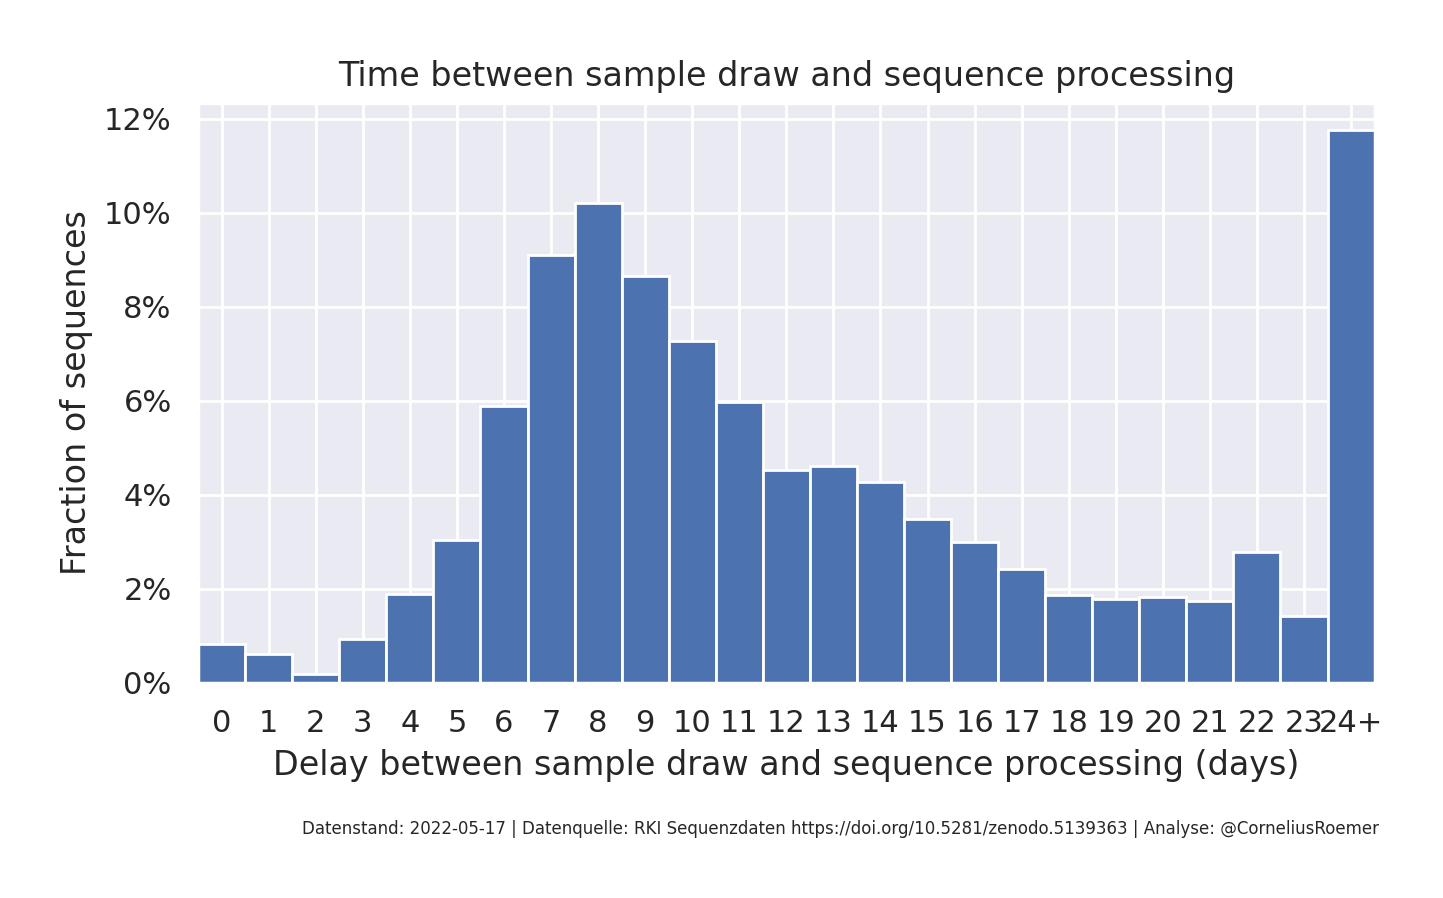 Time between sample draw and sequence processing
12%
10%
8%
6%
4%
2%
0%
Fraction of sequences
0 1 2 3 4 5 6 7 8 9 10 11 12 13 14 15 16 17 18 19 20 21 22 23 24+
Delay between sample draw and sequence processing (days)
Datenstand: 2022-05-17 | Datenquelle: RKI Sequenzdaten https://doi.org/10.5281/zenodo.5139363 | Analyse: @CorneliusRoemer